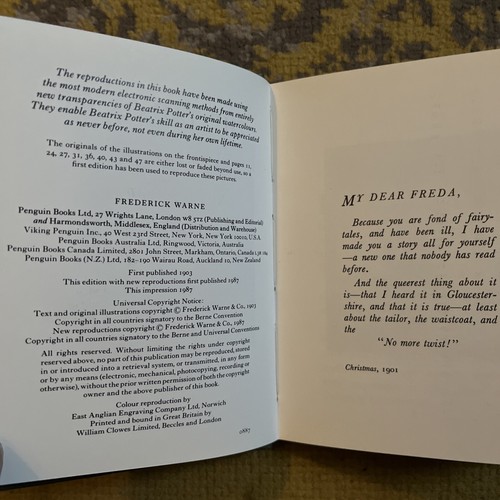 The reproductions in this book have been made using
the most modern electronic scanning methods from entirely
new transparencies of Beatrix Potter's original watercolours.
They enable Beatrix Potter's skill as an artist to be appreciated
as never before, not even during her own lifetime.
The originals of the illustrations on the frontispiece and pages 11,
24, 27, 31, 36, 40, 43 and 47 are either lost or faded beyond use, so a
first edition has been used to reproduce these pictures.
FREDERICK WARNE
Penguin Books Ltd, 27 Wrights Lane, London W8 5TZ (Publishing and Editorial)
and Harmondsworth, Middlesex, England (Distribution and Warehouse)
Viking Penguin Inc., 40 West 23rd Street, New York, New York 10010, U.S.A
Penguin Books Australia Ltd, Ringwood, Victoria, Australia
Penguin Books Canada Limited, 2801 John Street, Markham, Ontario, Canada L3R 1B4
Penguin Books (N.Z.) Ltd, 182–190 Wairau Road, Auckland 10, New Zealand
First published 1903
This edition with new reproductions first published 1987
This impression 1987
Universal Copyright Notice:
Text and original illustrations copyright © Frederick Warne & Co., 1903
Copyright in all countries signatory to the Berne Convention
New reproductions copyright © Frederick Warne & Co., 1987
Copyright in all countries signatory to the Berne and Universal Conventions
All rights reserved. Without limiting the rights under copyright
reserved above, no part of this publication may be reproduced, stored
in or introduced into a retrieval system, or transmitted, in any form
or by any means (electronic, mechanical, photocopying, recording or
otherwise), without the prior written permission of both the copyright
owner and the above publisher of this book.
Colour reproduction by
East Anglian Engraving Company Ltd, Norwich
Printed and bound in Great Britain by
William Clowes Limited, Beccles and London
0687
MY DEAR FREDA,
Because you are fond of fairy-
tales, and have been ill, I have
made you a story all for yourself
—a new one that nobody has read
before.
And the queerest thing about it
is—that I heard it in Gloucester-
shire, and that it is true—at least
about the tailor, the waistcoat, and
the
"No more twist!"
Christmas, 1901